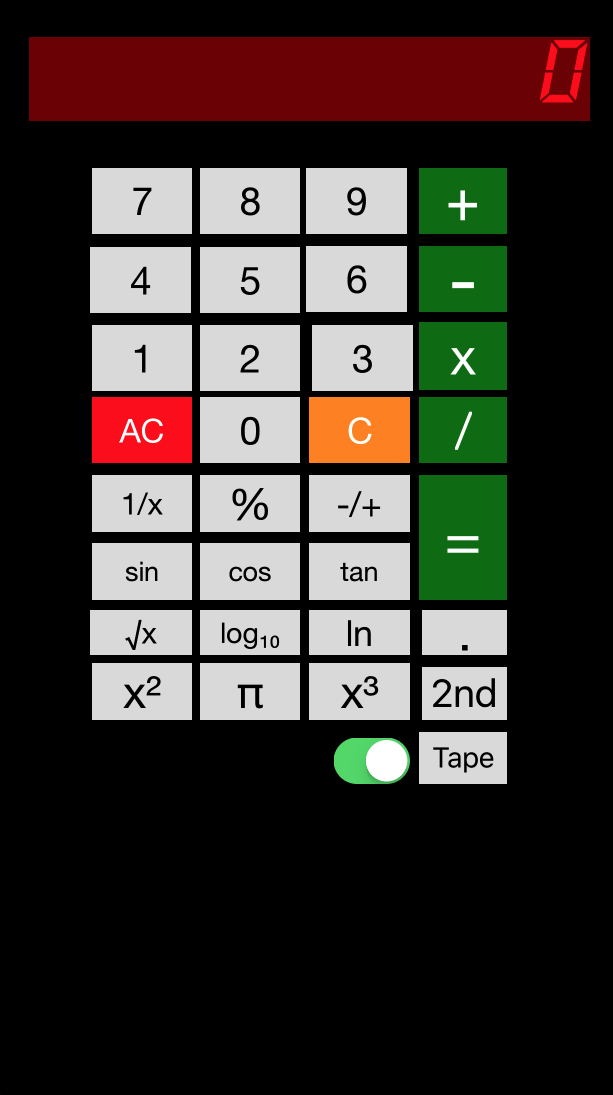 0
7 8 9 +
4 5 6 -
1 2 3 x
AC 0 C /
1/x % -/+ =
sin cos tan
√x log₁₀ ln .
x² π x³ 2nd
Tape